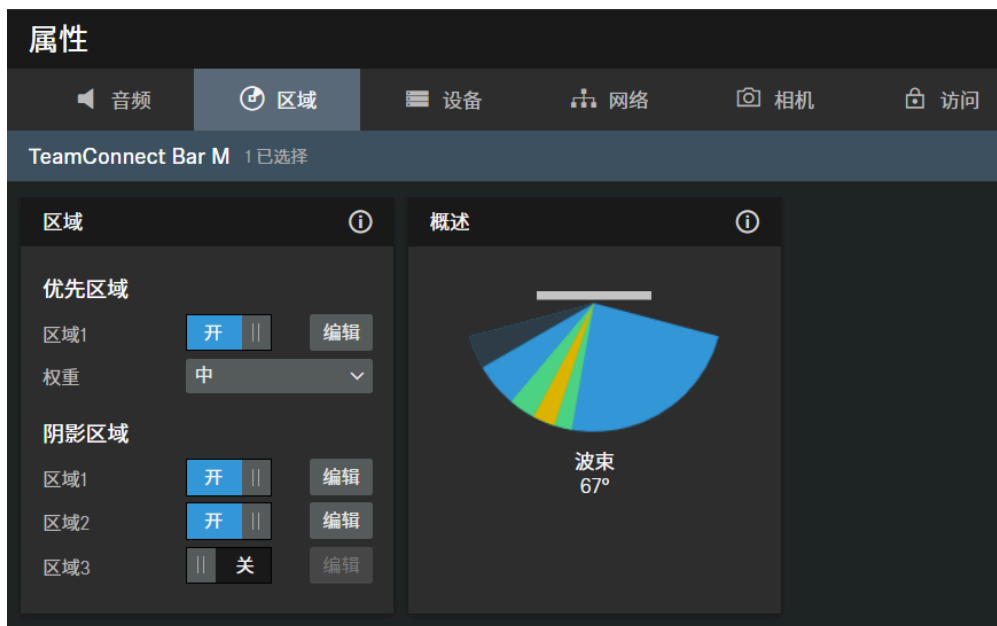 属性
音频 区域 设备 网络 相机 访问
TeamConnect Bar M 1 已选择
区域 概述
优先区域
区域1 开 编辑
权重 中
阴影区域
区域1 开 编辑
区域2 开 编辑
区域3 关 编辑
波束
67º